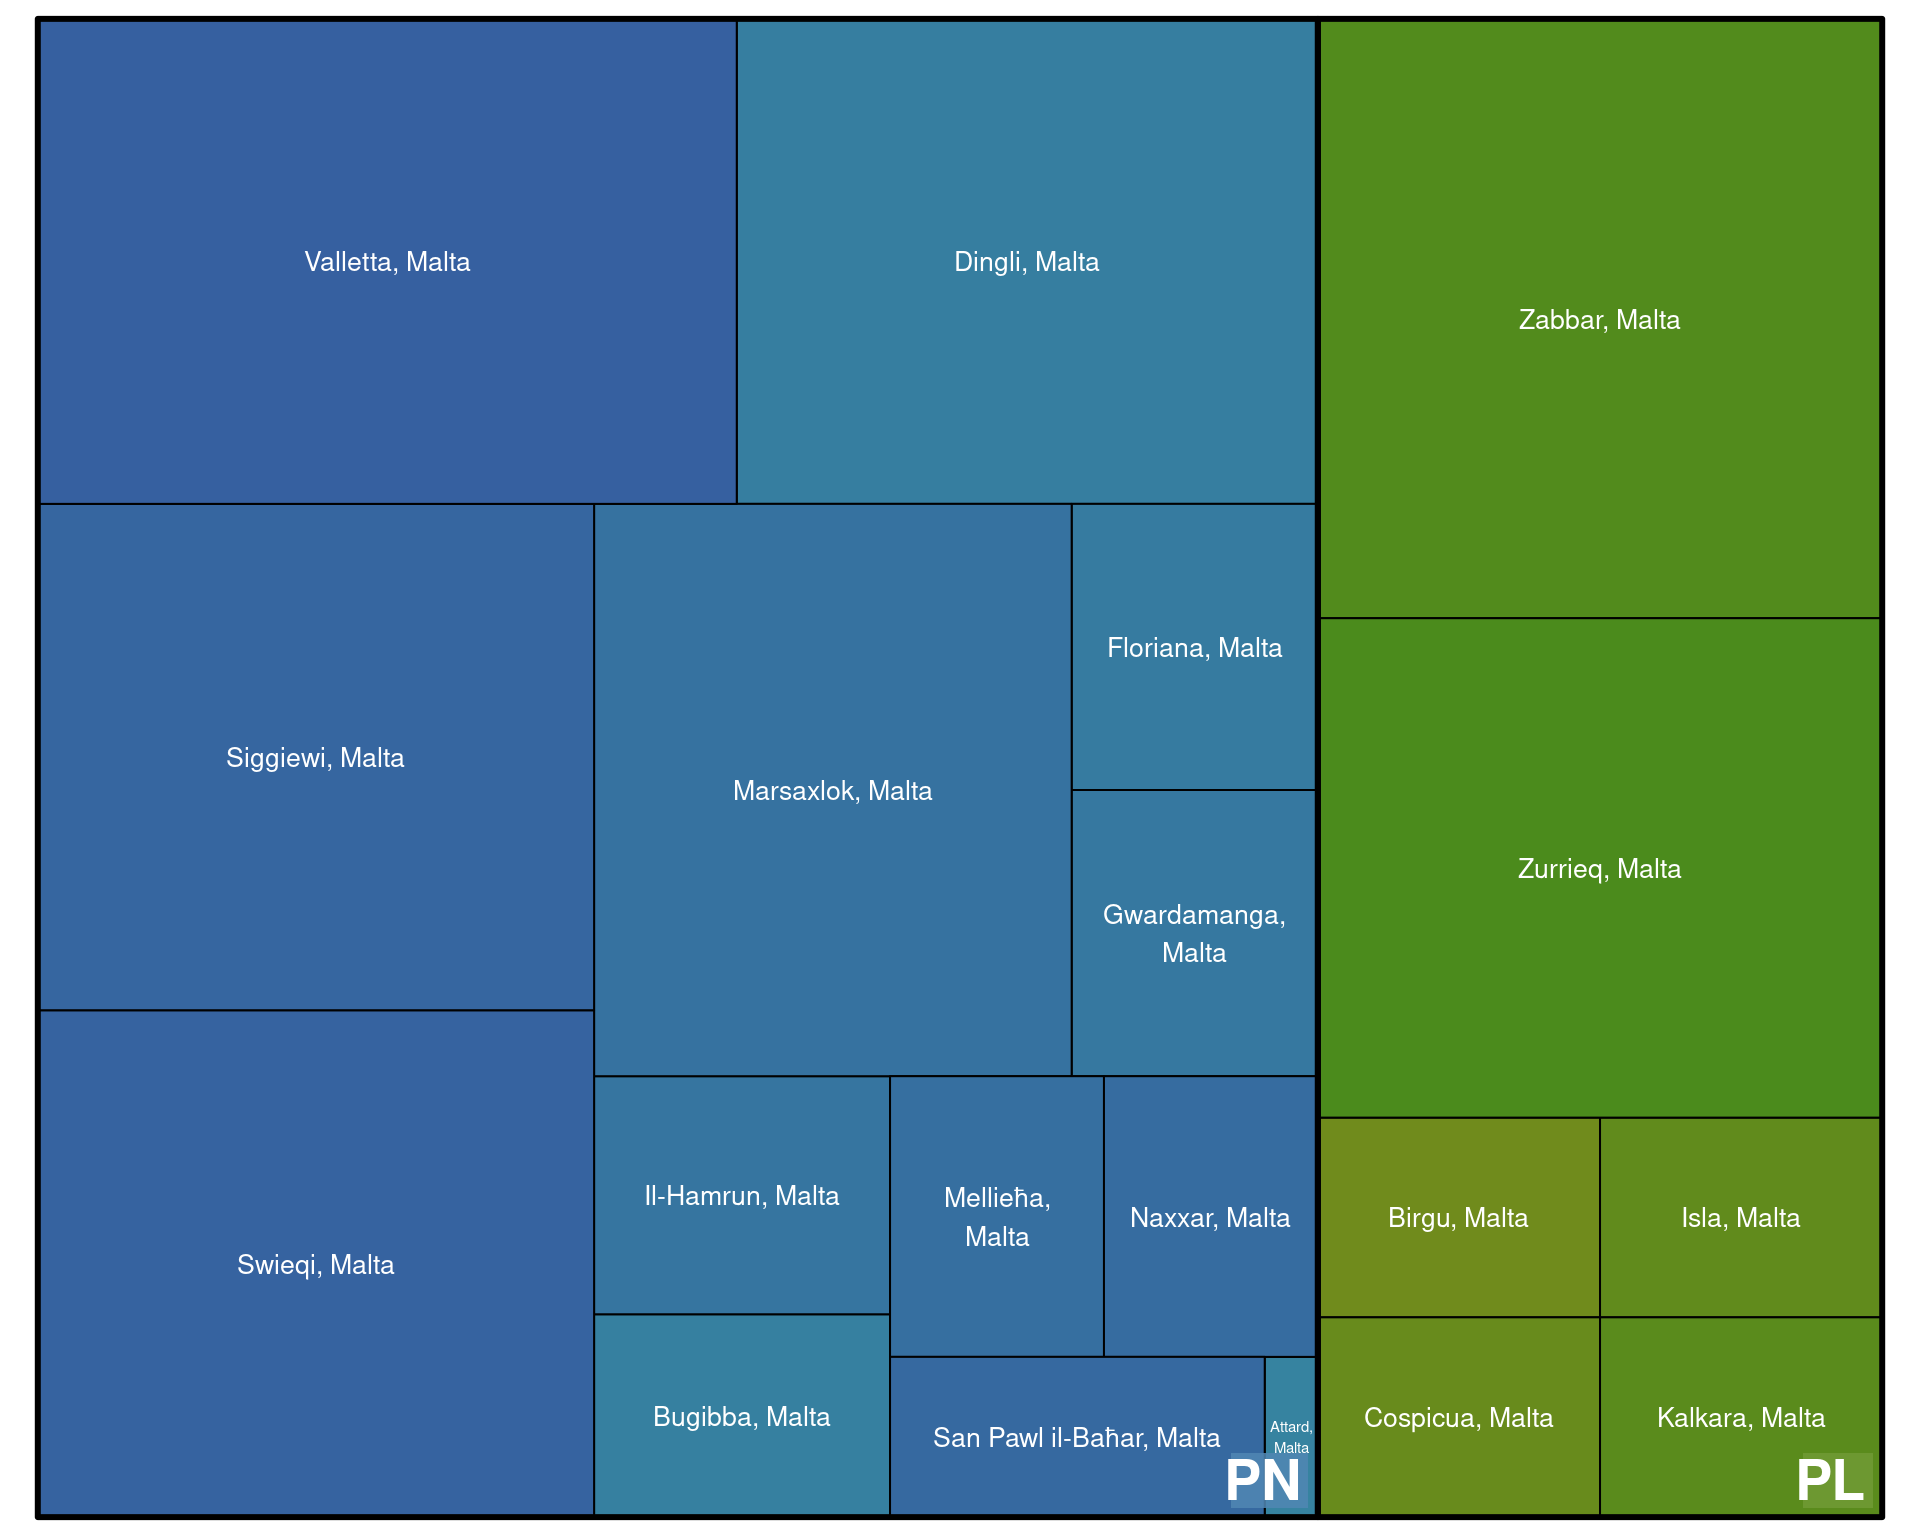 Valletta, Malta
Dingli, Malta
Zabbar, Malta
Siggiewi, Malta
Marsaxlok, Malta
Floriana, Malta
Gwardamanga,
Malta
Zurrieq, Malta
Swieqi, Malta
Il-Hamrun, Malta
Mellieħa,
Malta
Naxxar, Malta
Birgu, Malta
Isla, Malta
Bugibba, Malta
San Pawl il-Baħar, Malta
Attard,
Malta
Cospicua, Malta
Kalkara, Malta
PN
PL